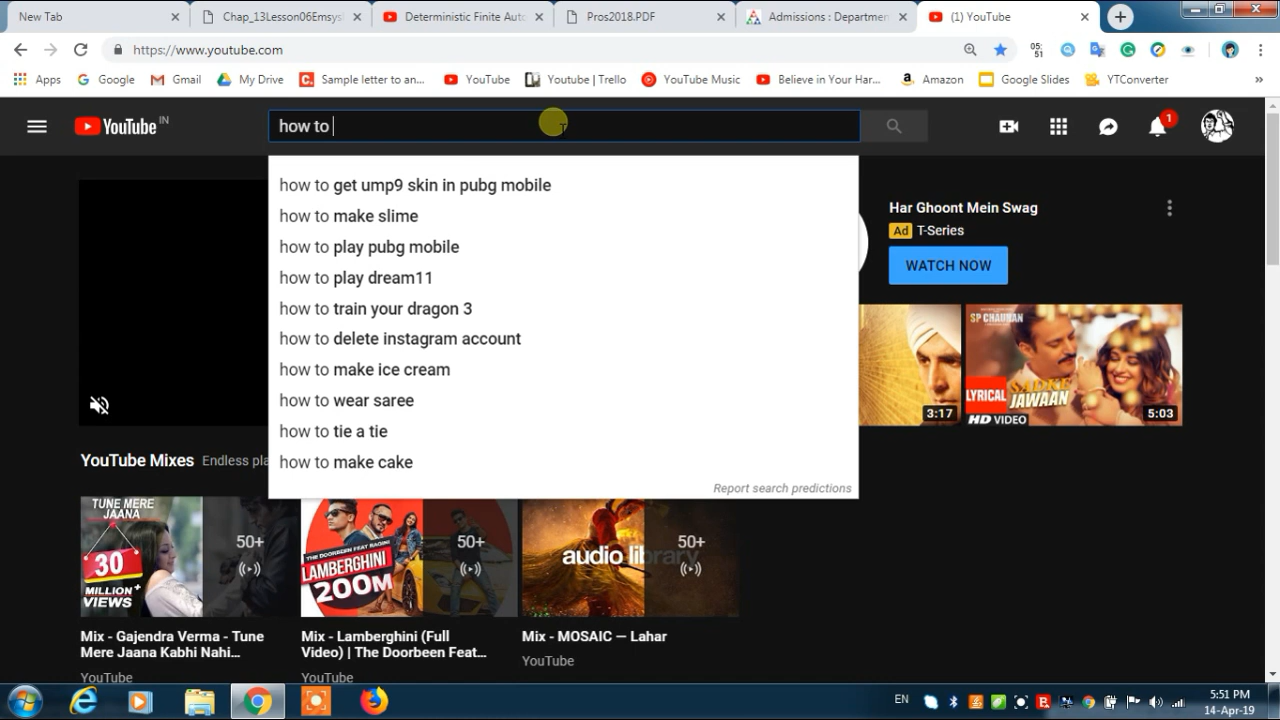 New Tab
Chap_13Lesson06Emsys
Deterministic Finite Auto
Pros2018.PDF
Admissions : Departmen
(1) YouTube
https://www.youtube.com
05:
51
Apps
Google
Gmail
My Drive
Sample letter to an...
YouTube
Youtube | Trello
YouTube Music
Believe in Your Har...
Amazon
Google Slides
YTConverter
»
YouTube IN
how to
1
how to get ump9 skin in pubg mobile
how to make slime
how to play pubg mobile
how to play dream11
how to train your dragon 3
how to delete instagram account
how to make ice cream
how to wear saree
how to tie a tie
how to make cake
Report search predictions
Har Ghoont Mein Swag
Ad T-Series
WATCH NOW
3:17
SP CHAUHAN
LYRICAL
SADKE
JAWAAN
HD VIDEO
5:03
YouTube Mixes Endless pla
TUNE MERE
JAANA
30
MILLION+
VIEWS
50+
THE DOORBEEN FEAT RAGINI
LAMBERGHINI
200M
50+
audio library
50+
Mix - Gajendra Verma - Tune
Mere Jaana Kabhi Nahi...
YouTube
Mix - Lamberghini (Full
Video) | The Doorbeen Feat...
YouTube
Mix - MOSAIC — Lahar
YouTube
EN
5:51 PM
14-Apr-19